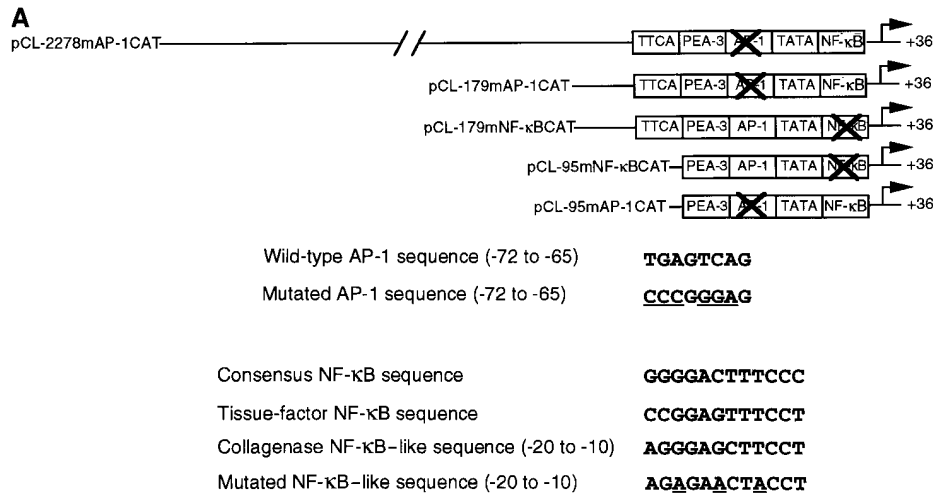 A
pCL-2278mAP-1CAT TTCA PEA-3 AP-1 TATA NF-κB +36
pCL-179mAP-1CAT TTCA PEA-3 AP-1 TATA NF-κB +36
pCL-179mNF-κBCAT TTCA PEA-3 AP-1 TATA NF-κB +36
pCL-95mNF-κBCAT PEA-3 AP-1 TATA NF-κB +36
pCL-95mAP-1CAT PEA-3 AP-1 TATA NF-κB +36
Wild-type AP-1 sequence (-72 to -65) TGAGTCAG
Mutated AP-1 sequence (-72 to -65) CCCGGGAG
Consensus NF-κB sequence GGGGACTTTCCC
Tissue-factor NF-κB sequence CCGGAGTTTCCT
Collagenase NF-κB–like sequence (-20 to -10) AGGGAGCTTCCT
Mutated NF-κB–like sequence (-20 to -10) AGAGAACTACCT